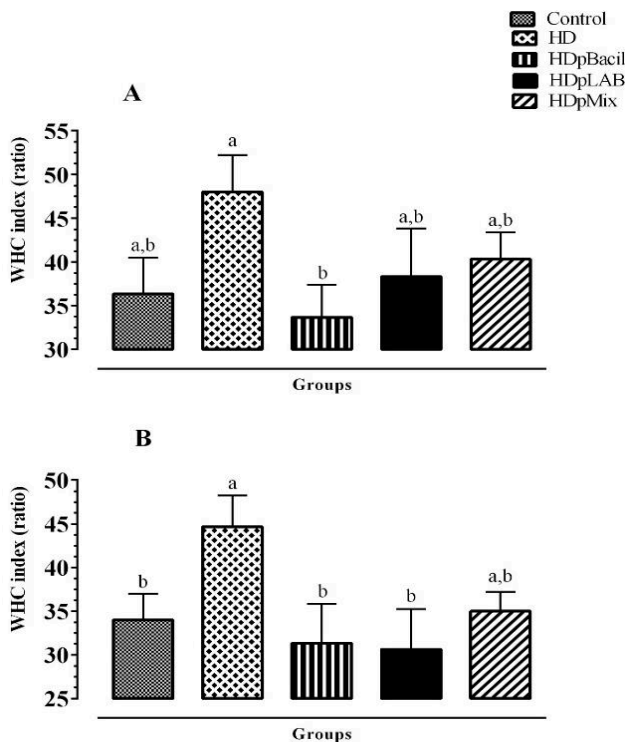 Control
HD
HDpBacil
HDpLAB
HDpMix
A
WHC index (ratio)
55
50
45
40
35
30
a,b
a
b
a,b
a,b
Groups
B
WHC index (ratio)
50
45
40
35
30
25
b
a
b
b
a,b
Groups